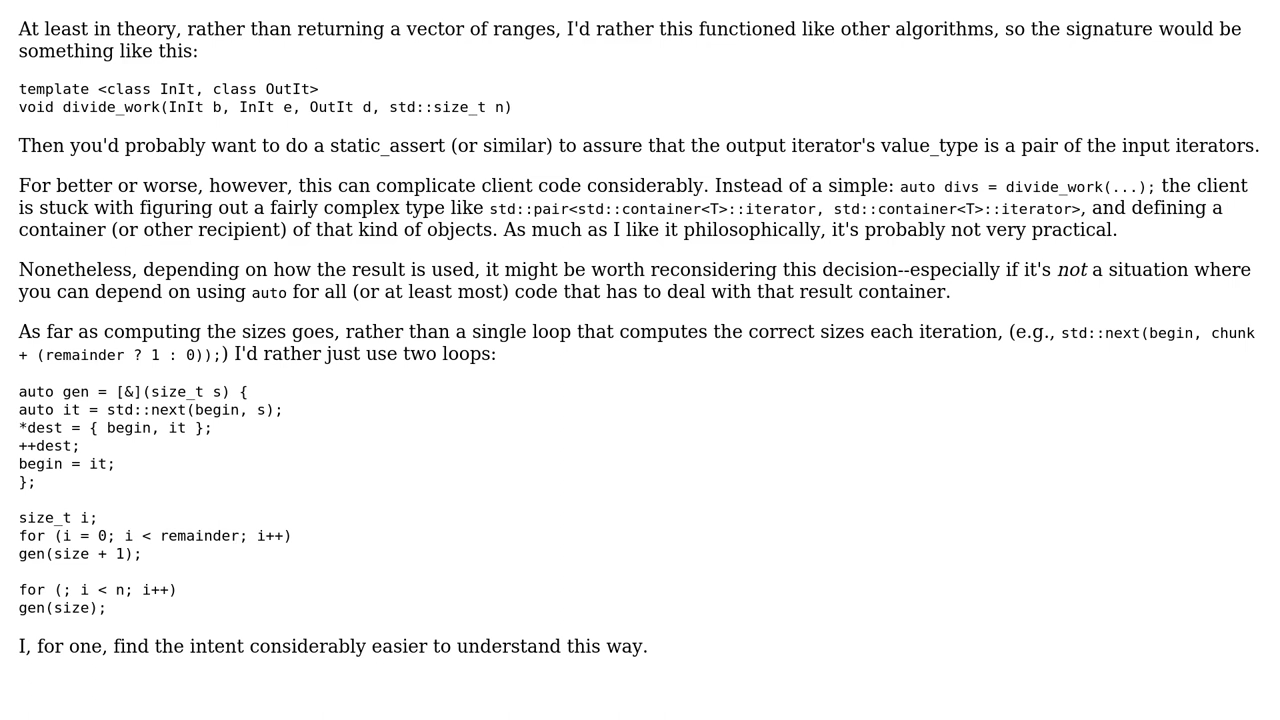 At least in theory, rather than returning a vector of ranges, I'd rather this functioned like other algorithms, so the signature would be
something like this:
template <class InIt, class OutIt>
void divide_work(InIt b, InIt e, OutIt d, std::size_t n)
Then you'd probably want to do a static_assert (or similar) to assure that the output iterator's value_type is a pair of the input iterators.
For better or worse, however, this can complicate client code considerably. Instead of a simple: auto divs = divide_work(...); the client
is stuck with figuring out a fairly complex type like std::pair<std::container<T>::iterator, std::container<T>::iterator>, and defining a
container (or other recipient) of that kind of objects. As much as I like it philosophically, it's probably not very practical.
Nonetheless, depending on how the result is used, it might be worth reconsidering this decision--especially if it's not a situation where
you can depend on using auto for all (or at least most) code that has to deal with that result container.
As far as computing the sizes goes, rather than a single loop that computes the correct sizes each iteration, (e.g., std::next(begin, chunk
+ (remainder ? 1 : 0));) I'd rather just use two loops:
auto gen = [&](size_t s) {
auto it = std::next(begin, s);
*dest = { begin, it };
++dest;
begin = it;
};
size_t i;
for (i = 0; i < remainder; i++)
gen(size + 1);
for (; i < n; i++)
gen(size);
I, for one, find the intent considerably easier to understand this way.